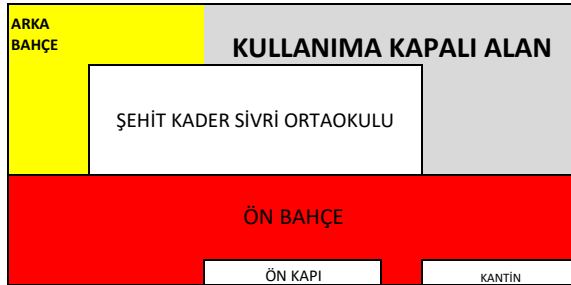 ARKA
BAHÇE
KULLANIMA KAPALI ALAN
ŞEHİT KADER SİVRİ ORTAOKULU
ÖN BAHÇE
ÖN KAPI
KANTİN